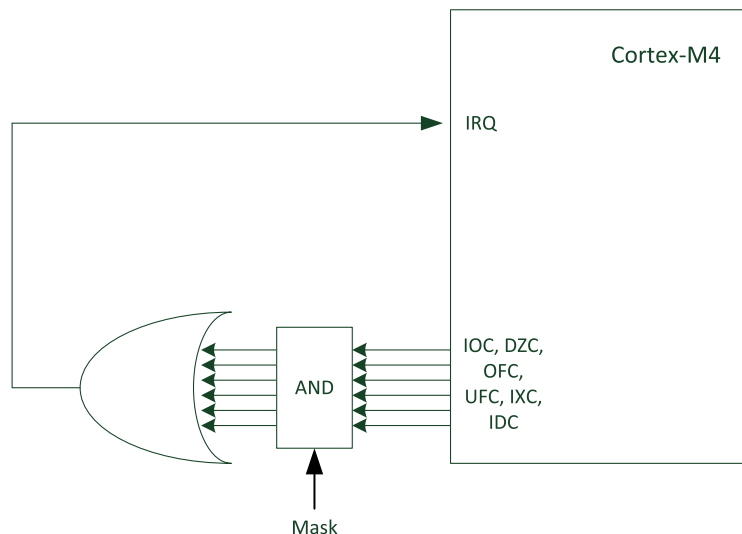 Cortex-M4
IRQ
IOC, DZC,
OFC,
UFC, IXC,
IDC
AND
Mask